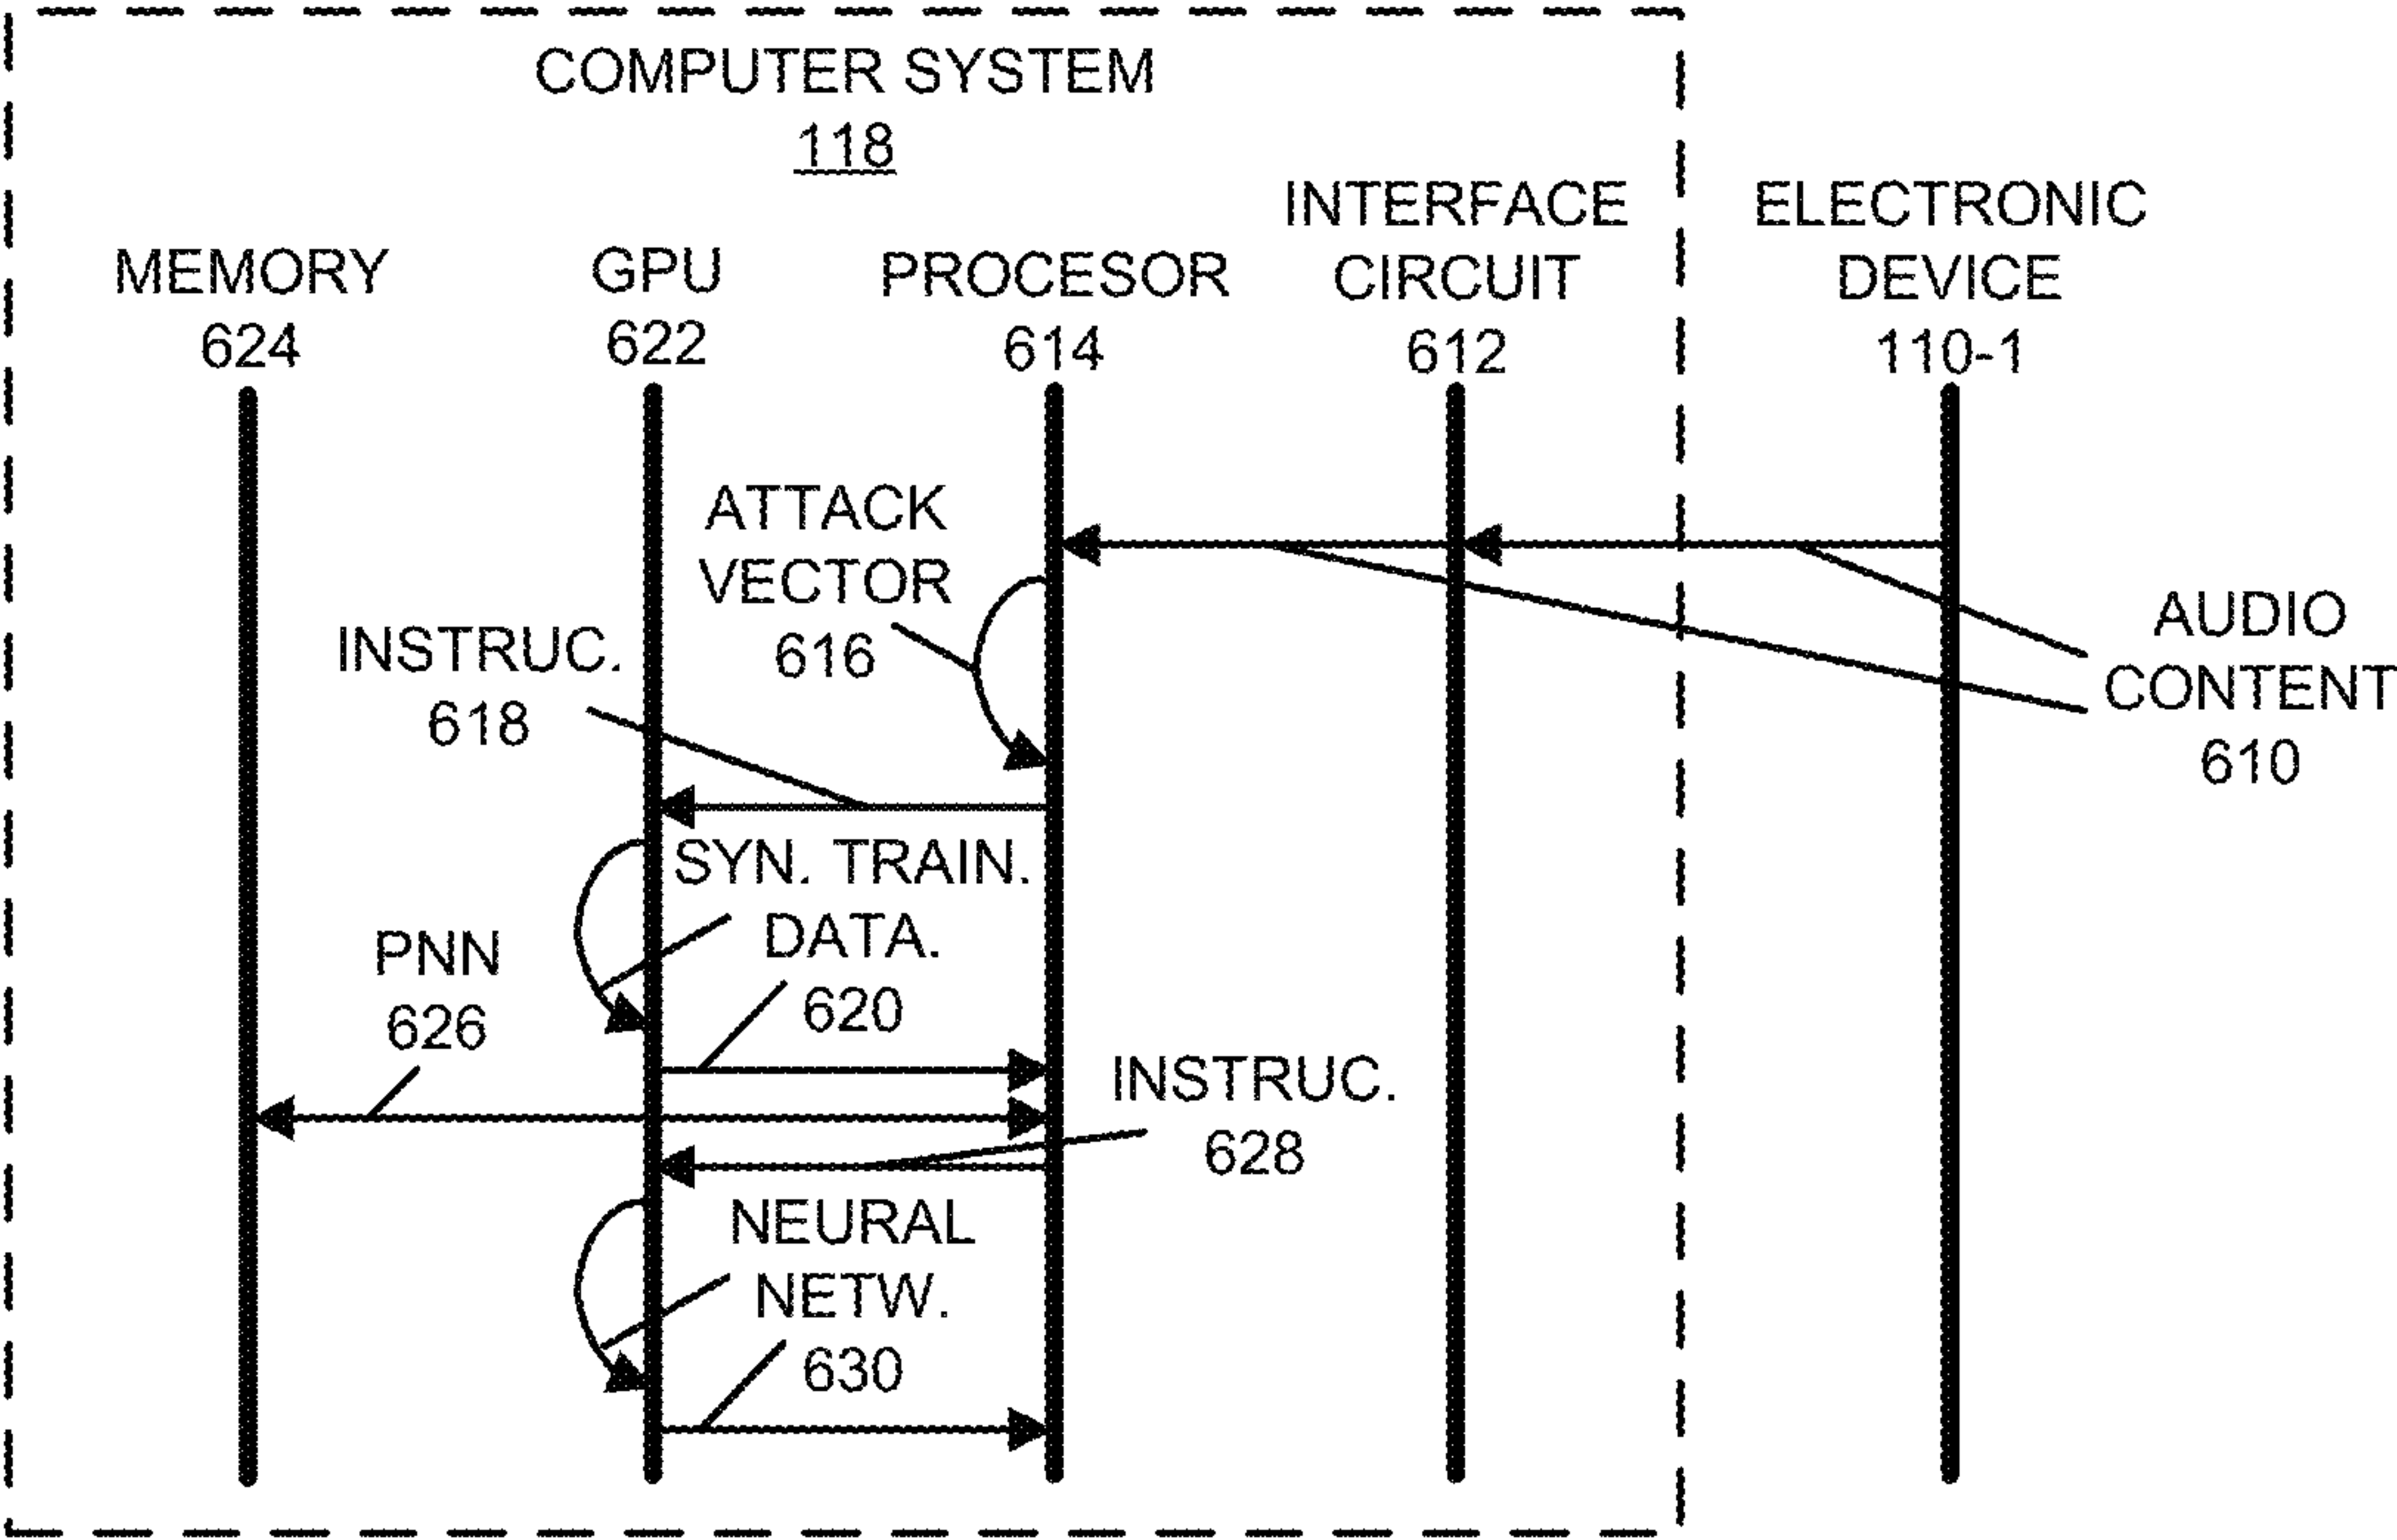 COMPUTER SYSTEM
118
MEMORY
624
GPU
622
PROCESOR
614
INTERFACE
CIRCUIT
612
ELECTRONIC
DEVICE
110-1
ATTACK
VECTOR
616
AUDIO
CONTENT
610
INSTRUC.
618
SYN. TRAIN.
DATA.
620
PNN
626
INSTRUC.
628
NEURAL
NETW.
630